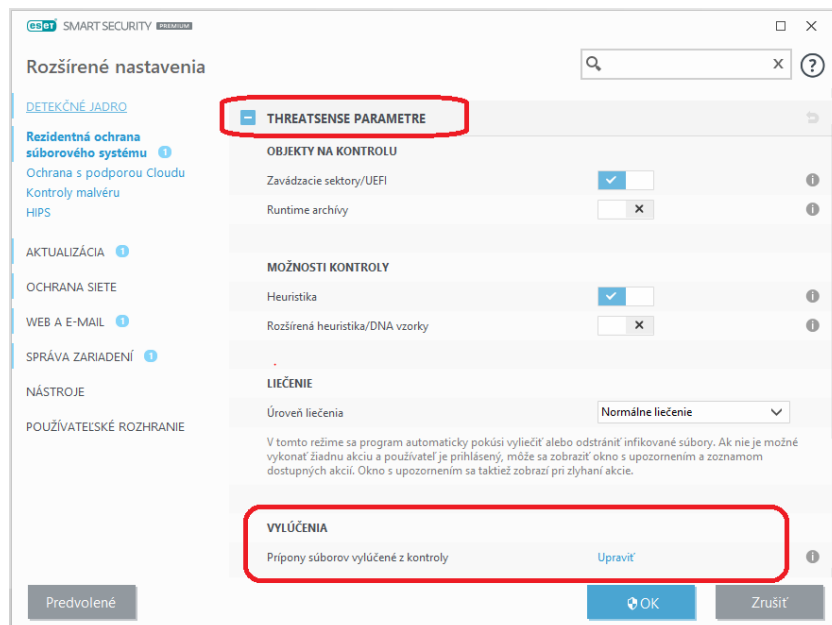 eset SMART SECURITY PREMIUM
Rozšírené nastavenia
x
?
DETEKČNÉ JADRO
Rezidentná ochrana
súborového systému 1
Ochrana s podporou Cloudu
Kontroly malvéru
HIPS
AKTUALIZÁCIA 1
OCHRANA SIETE
WEB A E-MAIL 1
SPRÁVA ZARIADENÍ 1
NÁSTROJE
POUŽÍVATEĽSKÉ ROZHRANIE
THREATSENSE PARAMETRE
OBJEKTY NA KONTROLU
Zavádzacie sektory/UEFI
Runtime archívy
MOŽNOSTI KONTROLY
Heuristika
Rozšírená heuristika/DNA vzorky
LIEČENIE
Úroveň liečenia Normálne liečenie
V tomto režime sa program automaticky pokúsi vyliečiť alebo odstrániť infikované súbory. Ak nie je možné
vykonať žiadnu akciu a používateľ je prihlásený, môže sa zobraziť okno s upozornením a zoznamom
dostupných akcií. Okno s upozornením sa taktiež zobrazí pri zlyhaní akcie.
VYLÚČENIA
Prípony súborov vylúčené z kontroly Upraviť
Predvolené
OK
Zrušiť